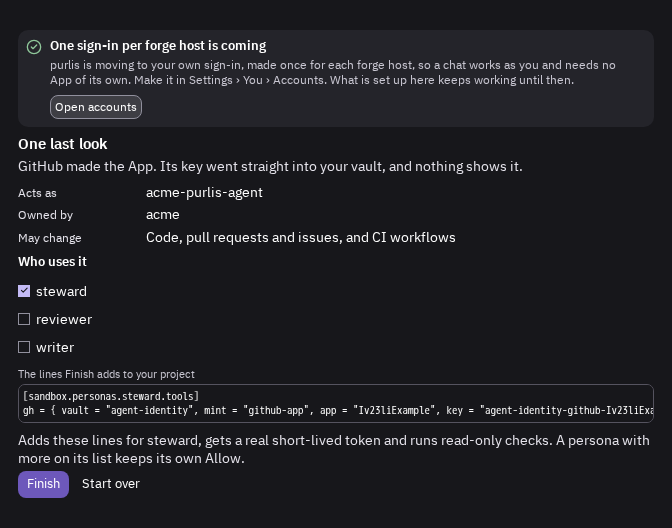 One sign-in per forge host is coming
purlis is moving to your own sign-in, made once for each forge host, so a chat works as you and needs no
App of its own. Make it in Settings › You › Accounts. What is set up here keeps working until then.
Open accounts
One last look
GitHub made the App. Its key went straight into your vault, and nothing shows it.
Acts as acme-purlis-agent
Owned by acme
May change Code, pull requests and issues, and CI workflows
Who uses it
steward
reviewer
writer
The lines Finish adds to your project
[sandbox.personas.steward.tools]
gh = { vault = "agent-identity", mint = "github-app", app = "Iv23liExample", key = "agent-identity-github-Iv23liExa
Adds these lines for steward, gets a real short-lived token and runs read-only checks. A persona with
more on its list keeps its own Allow.
Finish Start over